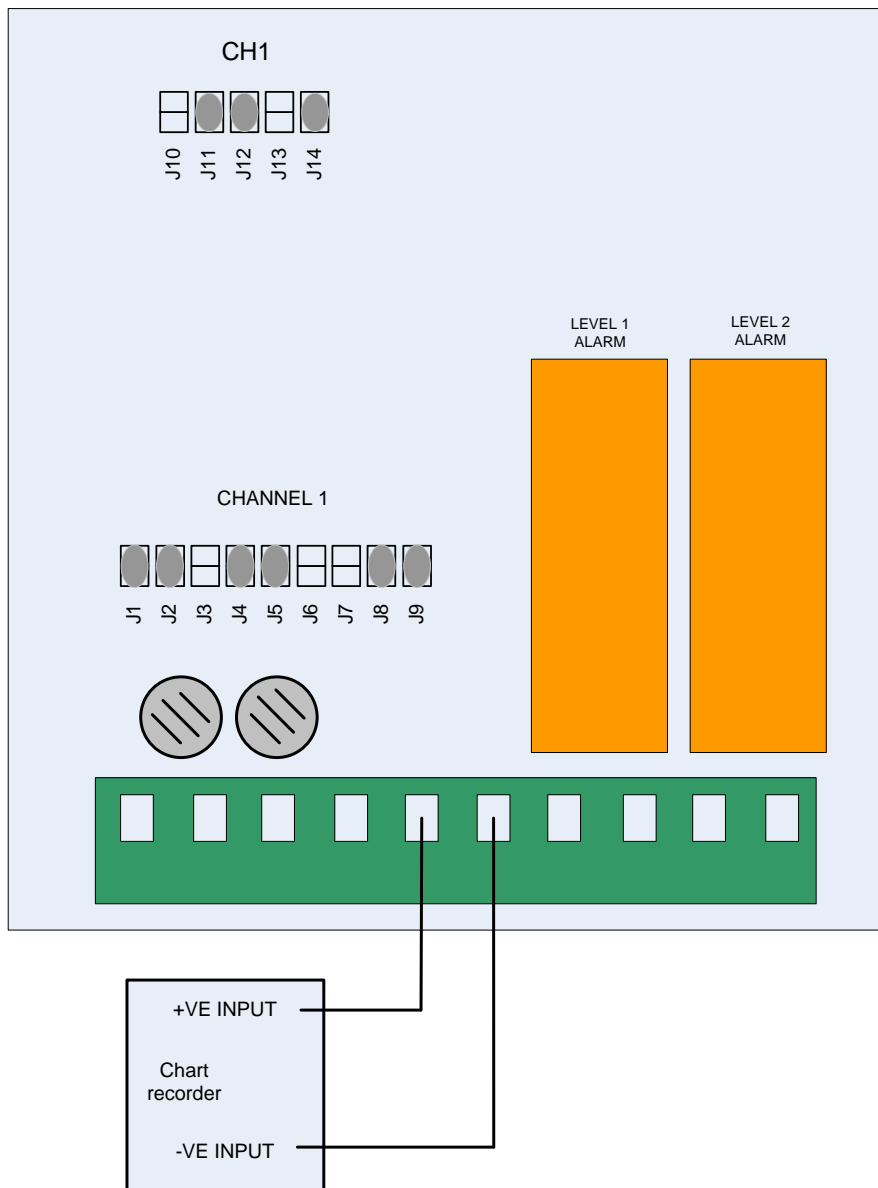 CH1
J10 J11 J12 J13 J14
LEVEL 1
ALARM
LEVEL 2
ALARM
CHANNEL 1
J1 J2 J3 J4 J5 J6 J7 J8 J9
+VE INPUT
Chart
recorder
-VE INPUT